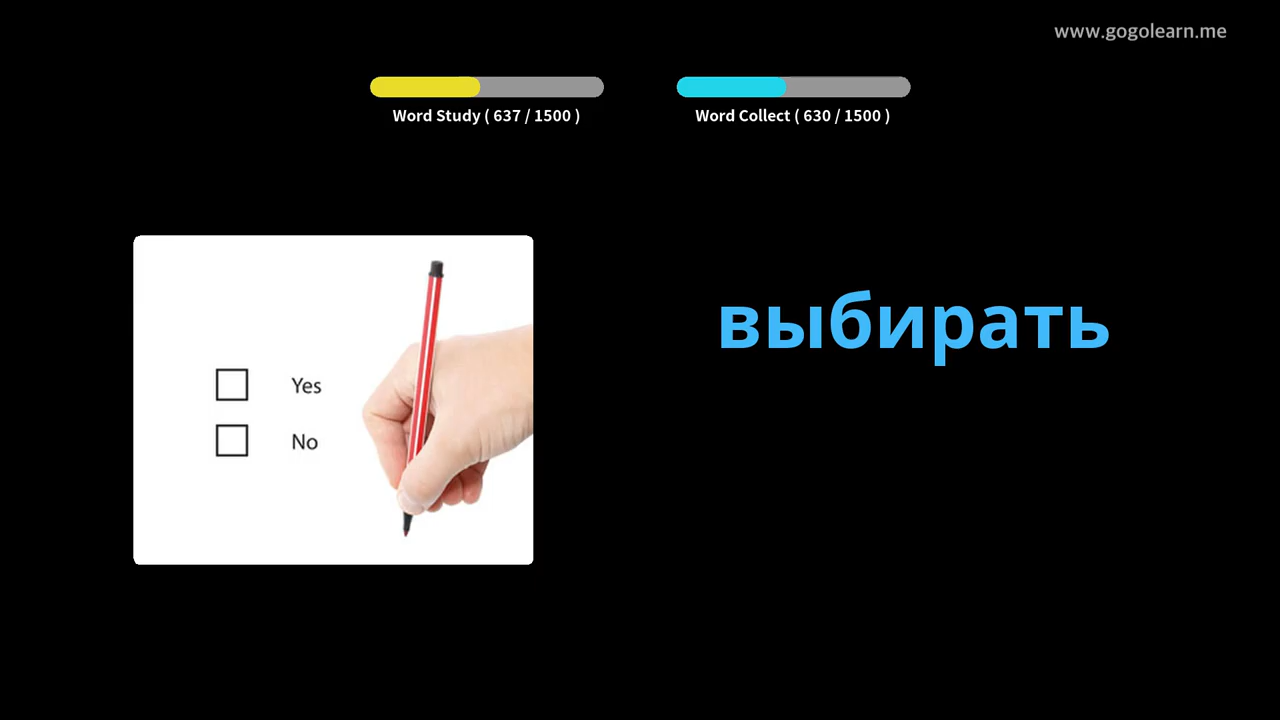 www.gogolearn.me
Word Study ( 637 / 1500 )
Word Collect ( 630 / 1500 )
выбирать
Yes
No